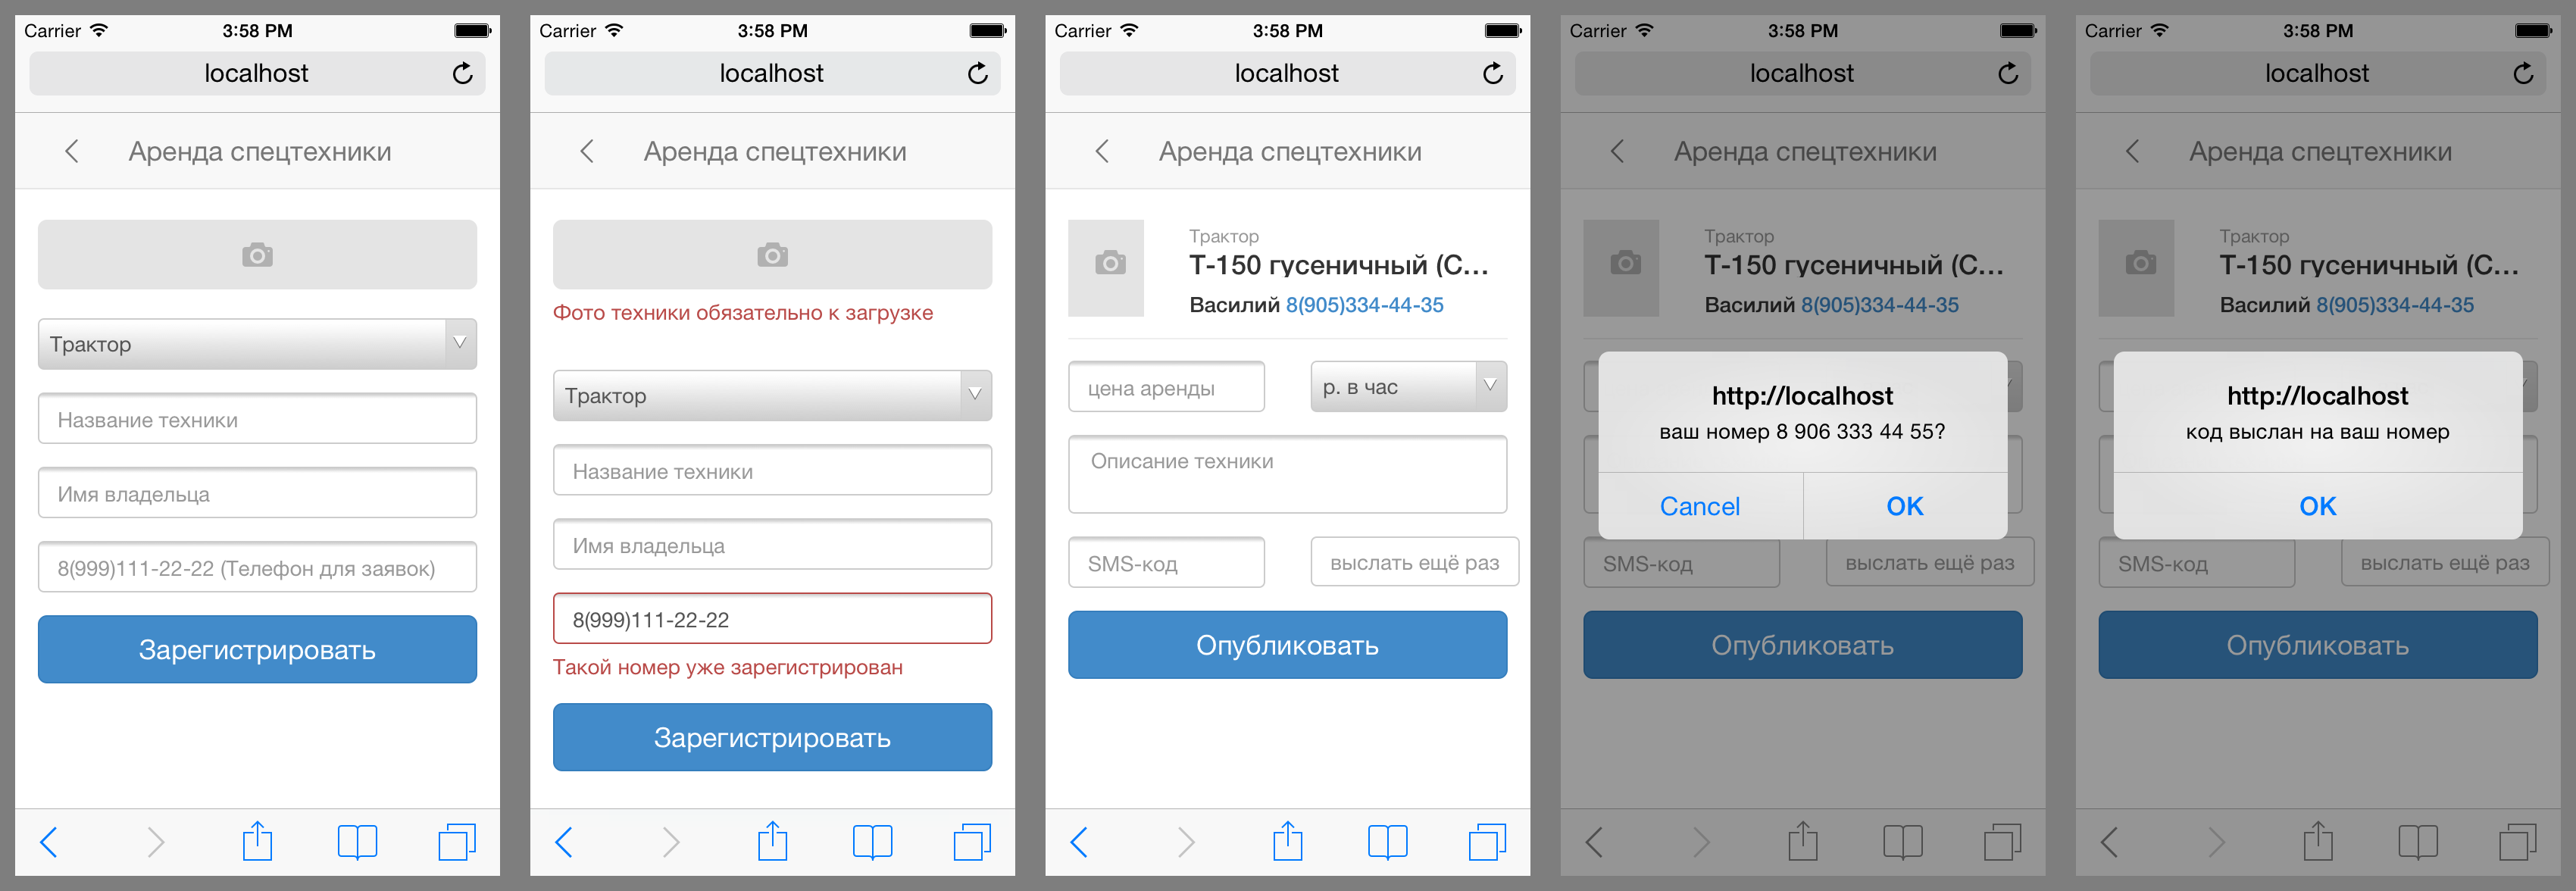 Carrier 3:58 PM
localhost
Аренда спецтехники
Трактор
Название техники
Имя владельца
8(999)111-22-22 (Телефон для заявок)
Зарегистрировать
Carrier 3:58 PM
localhost
Аренда спецтехники
Фото техники обязательно к загрузке
Трактор
Название техники
Имя владельца
8(999)111-22-22
Такой номер уже зарегистрирован
Зарегистрировать
Carrier 3:58 PM
localhost
Аренда спецтехники
Трактор
Т-150 гусеничный (С...
Василий 8(905)334-44-35
цена аренды р. в час
Описание техники
SMS-код выслать ещё раз
Опубликовать
Carrier 3:58 PM
localhost
Аренда спецтехники
Трактор
Т-150 гусеничный (С...
Василий 8(905)334-44-35
http://localhost
ваш номер 8 906 333 44 55?
Cancel OK
SMS-код выслать ещё раз
Опубликовать
Carrier 3:58 PM
localhost
Аренда спецтехники
Трактор
Т-150 гусеничный (С...
Василий 8(905)334-44-35
http://localhost
код выслан на ваш номер
OK
SMS-код выслать ещё раз
Опубликовать